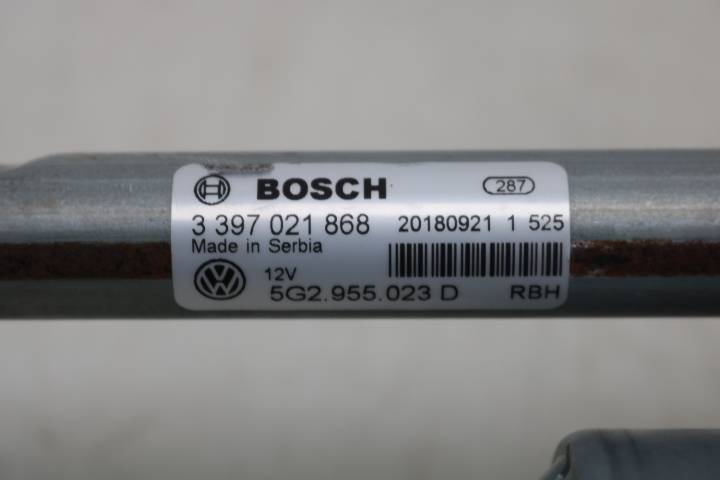 BOSCH 287
3 397 021 868 20180921 1 525
Made in Serbia
12V
5G2.955.023 D RBH